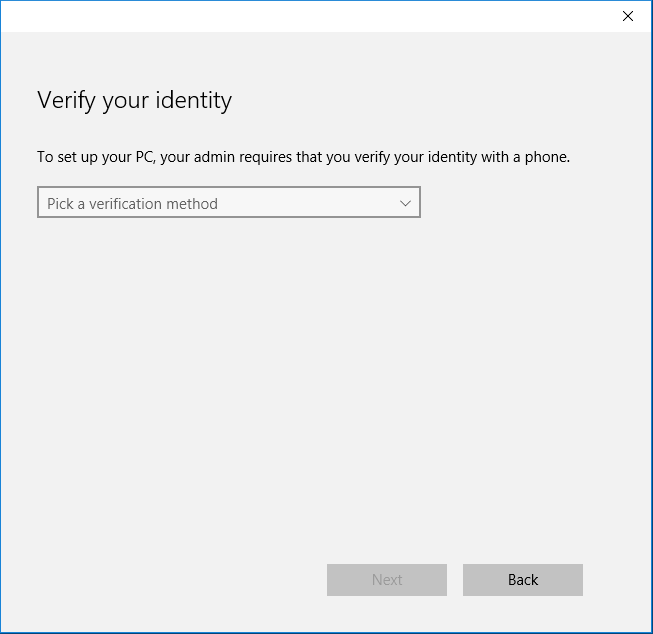 Verify your identity
To set up your PC, your admin requires that you verify your identity with a phone.
Pick a verification method
Next
Back